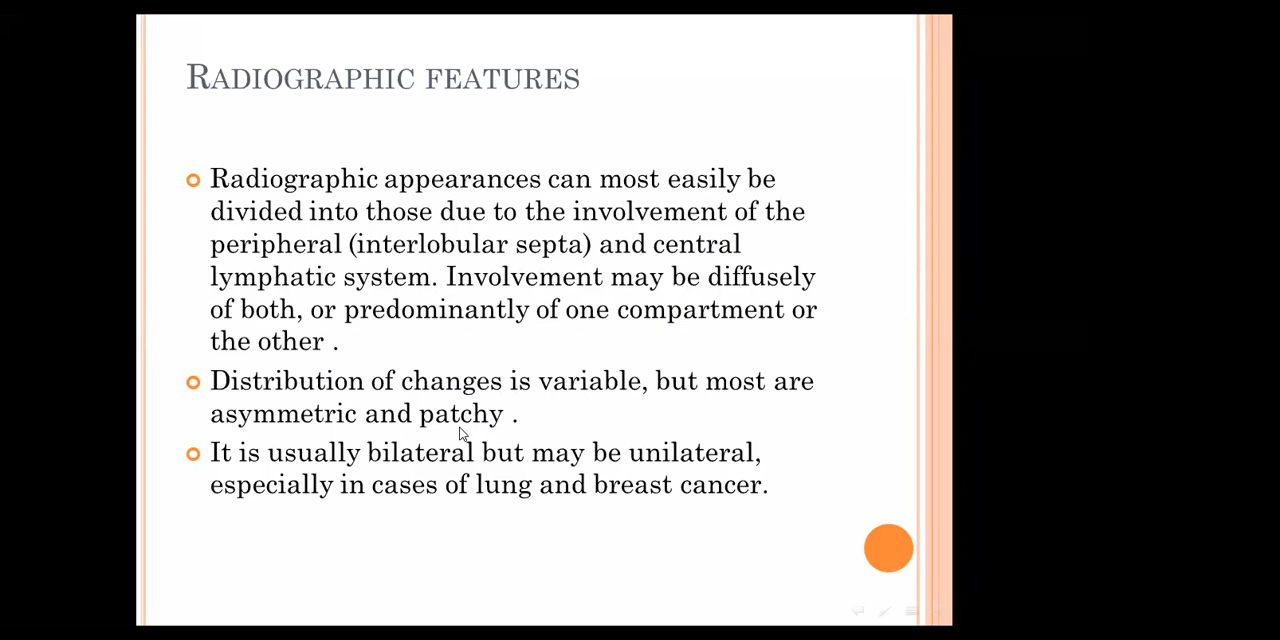 RADIOGRAPHIC FEATURES
Radiographic appearances can most easily be
divided into those due to the involvement of the
peripheral (interlobular septa) and central
lymphatic system. Involvement may be diffusely
of both, or predominantly of one compartment or
the other .
Distribution of changes is variable, but most are
asymmetric and patchy .
It is usually bilateral but may be unilateral,
especially in cases of lung and breast cancer.